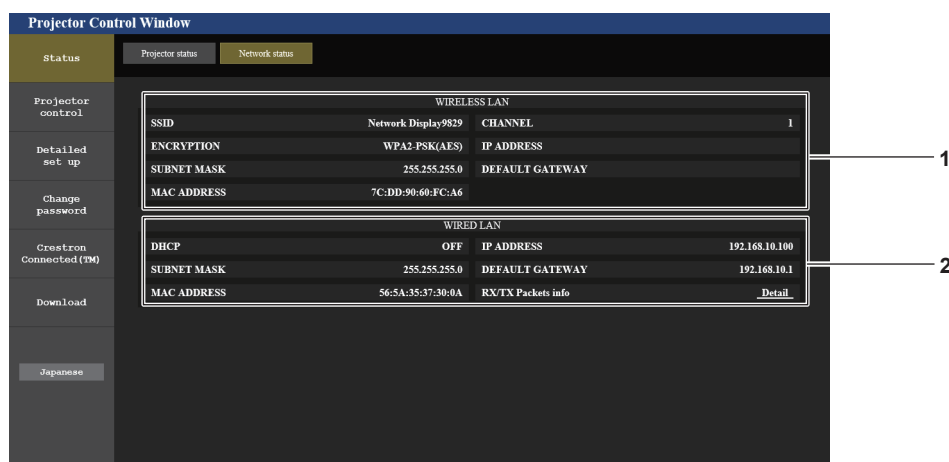 Projector Control Window
Status
Projector status
Network status
Projector
control
Detailed
set up
Change
password
Crestron
Connected(TM)
Download
Japanese
WIRELESS LAN
SSID Network Display9829 CHANNEL 1
ENCRYPTION WPA2-PSK(AES) IP ADDRESS
SUBNET MASK 255.255.255.0 DEFAULT GATEWAY
MAC ADDRESS 7C:DD:90:60:FC:A6
1
WIRED LAN
DHCP OFF IP ADDRESS 192.168.10.100
SUBNET MASK 255.255.255.0 DEFAULT GATEWAY 192.168.10.1
MAC ADDRESS 56:5A:35:37:30:0A RX/TX Packets info Detail
2